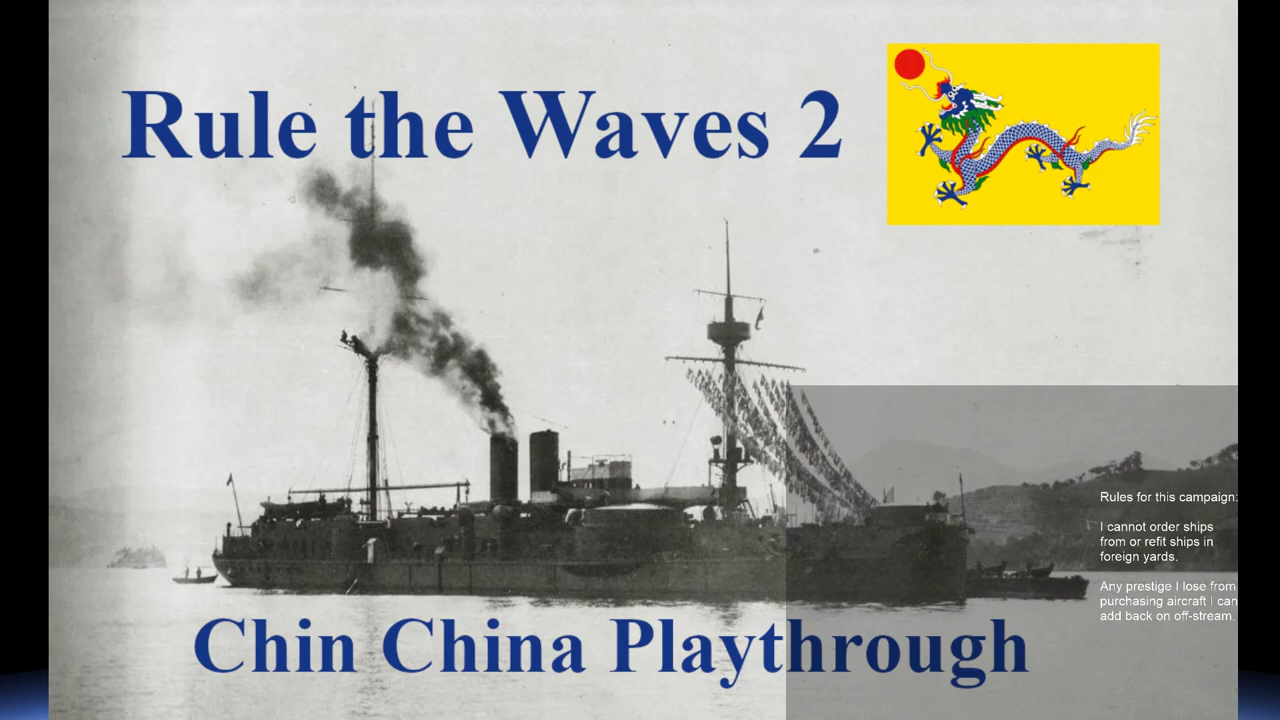 Rule the Waves 2
Rules for this campaign:
I cannot order ships
from or refit ships in
foreign yards.
Any prestige I lose from
purchasing aircraft I can
add back on off-stream.
Chin China Playthrough